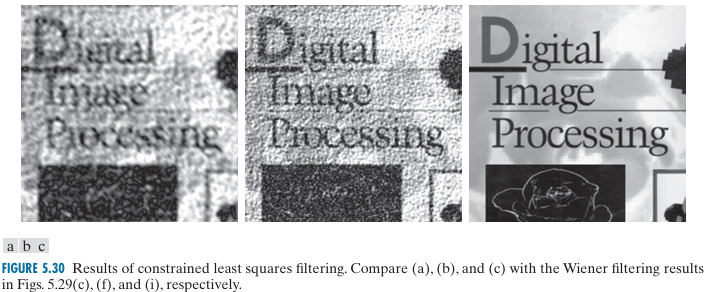 Digital
Image
Processing
Digital
Image
Processing
Digital
Image
Processing
a b c
FIGURE 5.30 Results of constrained least squares filtering. Compare (a), (b), and (c) with the Wiener filtering results
in Figs. 5.29(c), (f), and (i), respectively.